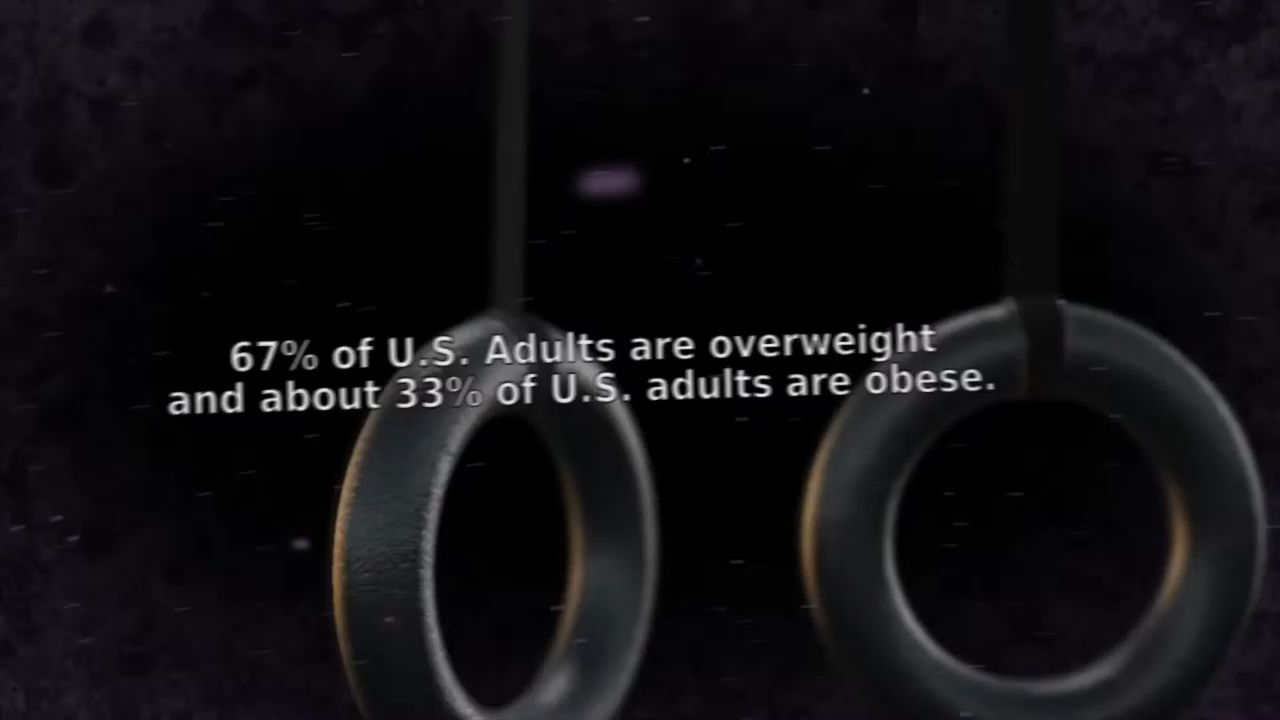 67% of U.S. Adults are overweight
and about 33% of U.S. adults are obese.